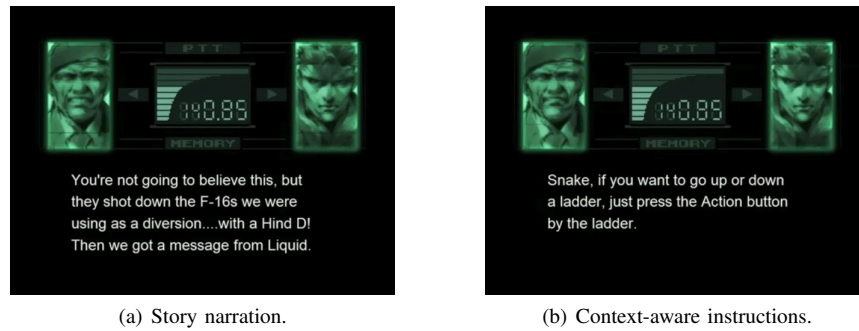 PTT
140.85
MEMORY
You're not going to believe this, but
they shot down the F-16s we were
using as a diversion....with a Hind D!
Then we got a message from Liquid.
(a) Story narration.
PTT
140.85
MEMORY
Snake, if you want to go up or down
a ladder, just press the Action button
by the ladder.
(b) Context-aware instructions.